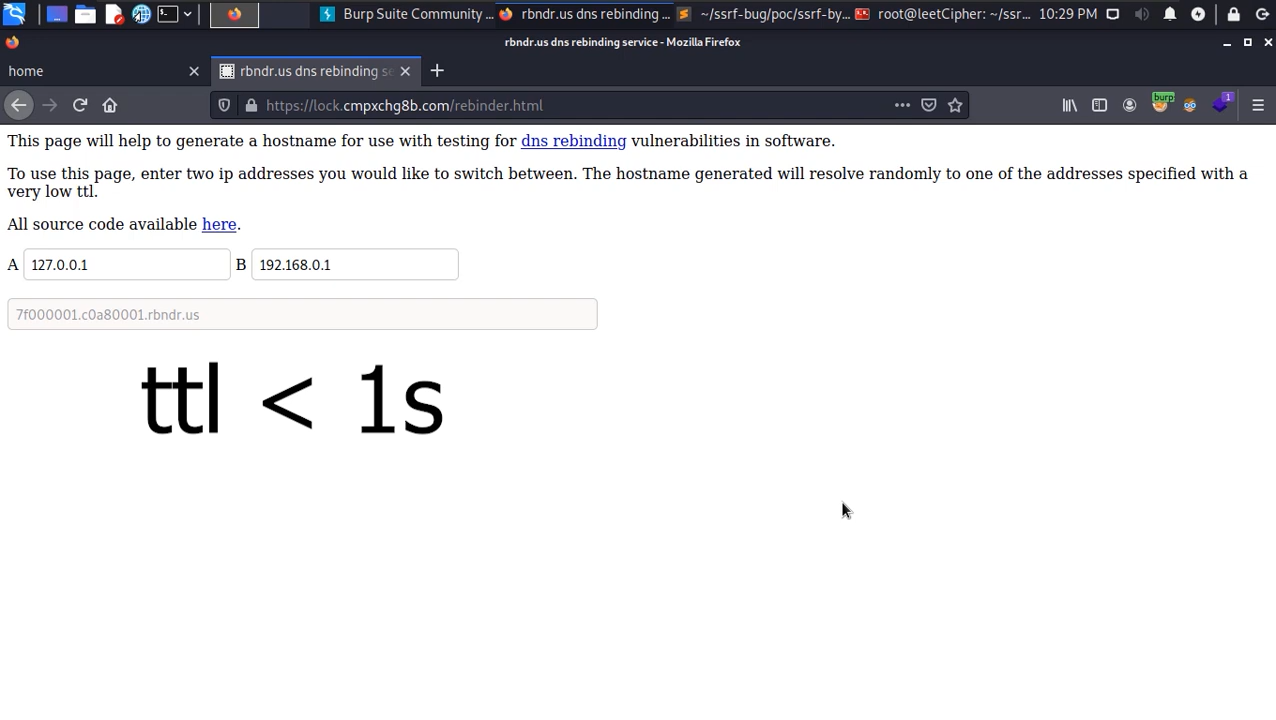 Burp Suite Community ...
rbndr.us dns rebinding ...
~/ssrf-bug/poc/ssrf-by...
root@leetCipher: ~/ssr...
10:29 PM
rbndr.us dns rebinding service - Mozilla Firefox
home
rbndr.us dns rebinding se
https://lock.cmpxchg8b.com/rebinder.html
burp
1
This page will help to generate a hostname for use with testing for dns rebinding vulnerabilities in software.
To use this page, enter two ip addresses you would like to switch between. The hostname generated will resolve randomly to one of the addresses specified with a
very low ttl.
All source code available here.
A 127.0.0.1 B 192.168.0.1
7f000001.c0a80001.rbndr.us
ttl < 1s